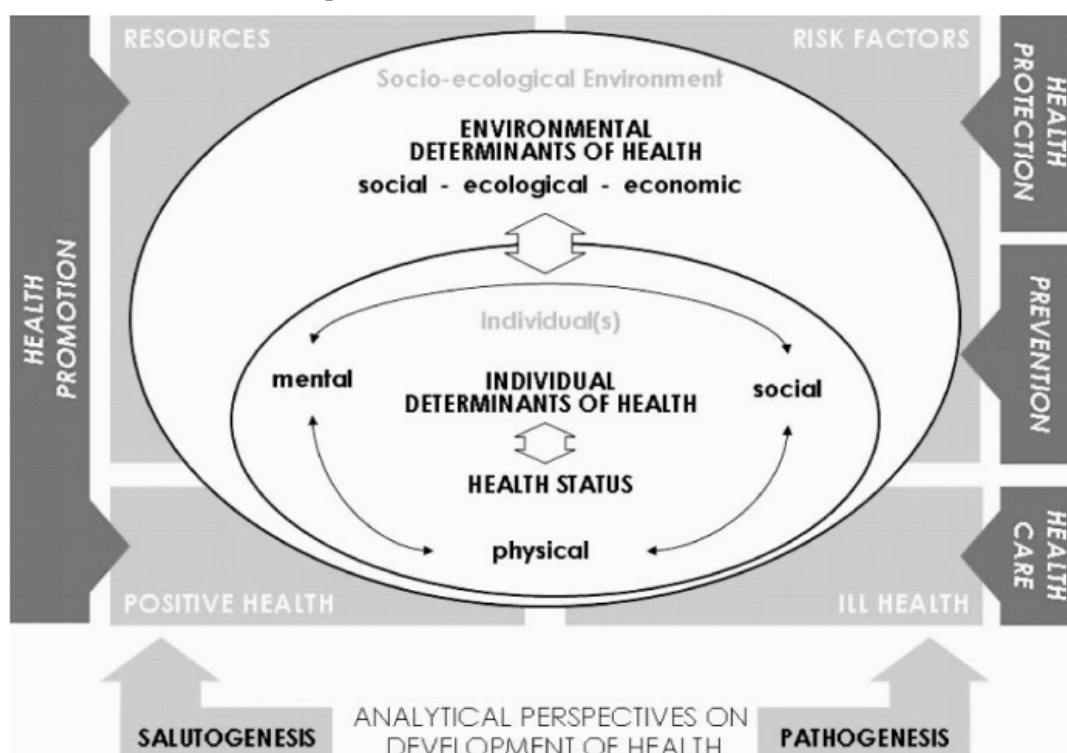 RESOURCES
RISK FACTORS
HEALTH
PROTECTION
Socio-ecological Environment
ENVIRONMENTAL
DETERMINANTS OF HEALTH
social - ecological - economic
HEALTH
PROMOTION
PREVENTION
Individual(s)
mental
INDIVIDUAL
DETERMINANTS OF HEALTH
social
HEALTH STATUS
physical
HEALTH
CARE
POSITIVE HEALTH
ILL HEALTH
SALUTOGENESIS
ANALYTICAL PERSPECTIVES ON
DEVELOPMENT OF HEALTH
PATHOGENESIS